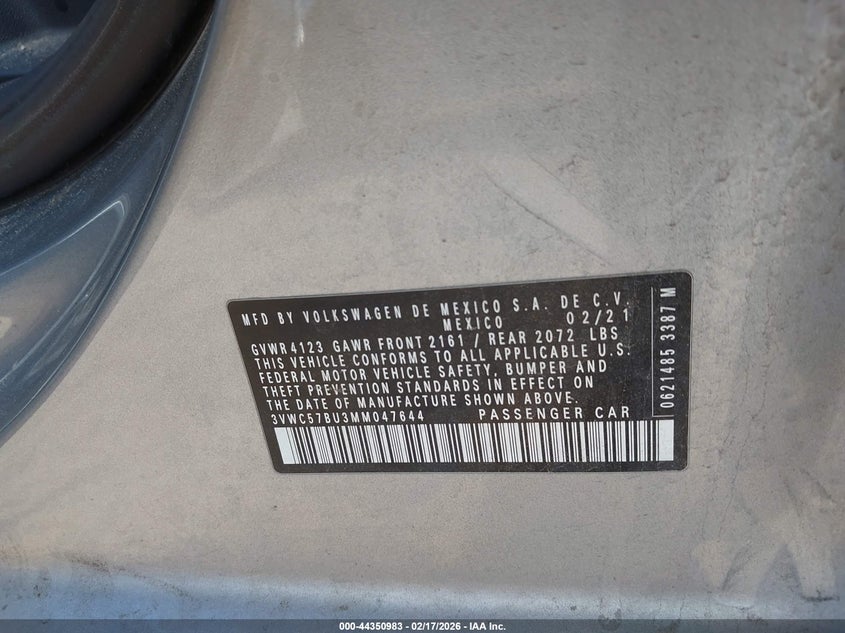 MFD BY VOLKSWAGEN DE MEXICO S.A. DE C.V.
MEXICO 02/21
GVWR 4123 GAWR FRONT 2161 / REAR 2072 LBS
THIS VEHICLE CONFORMS TO ALL APPLICABLE U.S.
FEDERAL MOTOR VEHICLE SAFETY, BUMPER AND
THEFT PREVENTION STANDARDS IN EFFECT ON
THE DATE OF MANUFACTURE SHOWN ABOVE.
3VWC57BU3MM047644 PASSENGER CAR
0621485 3387 M
000-44350983 - 02/17/2026 - IAA Inc.